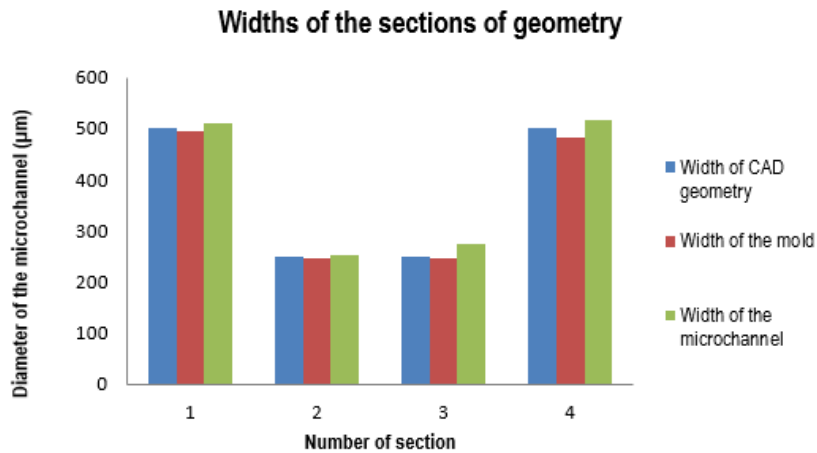 Widths of the sections of geometry
Diameter of the microchannel (µm)
600
500
400
300
200
100
0
1 2 3 4
Number of section
Width of CAD
geometry
Width of the mold
Width of the
microchannel